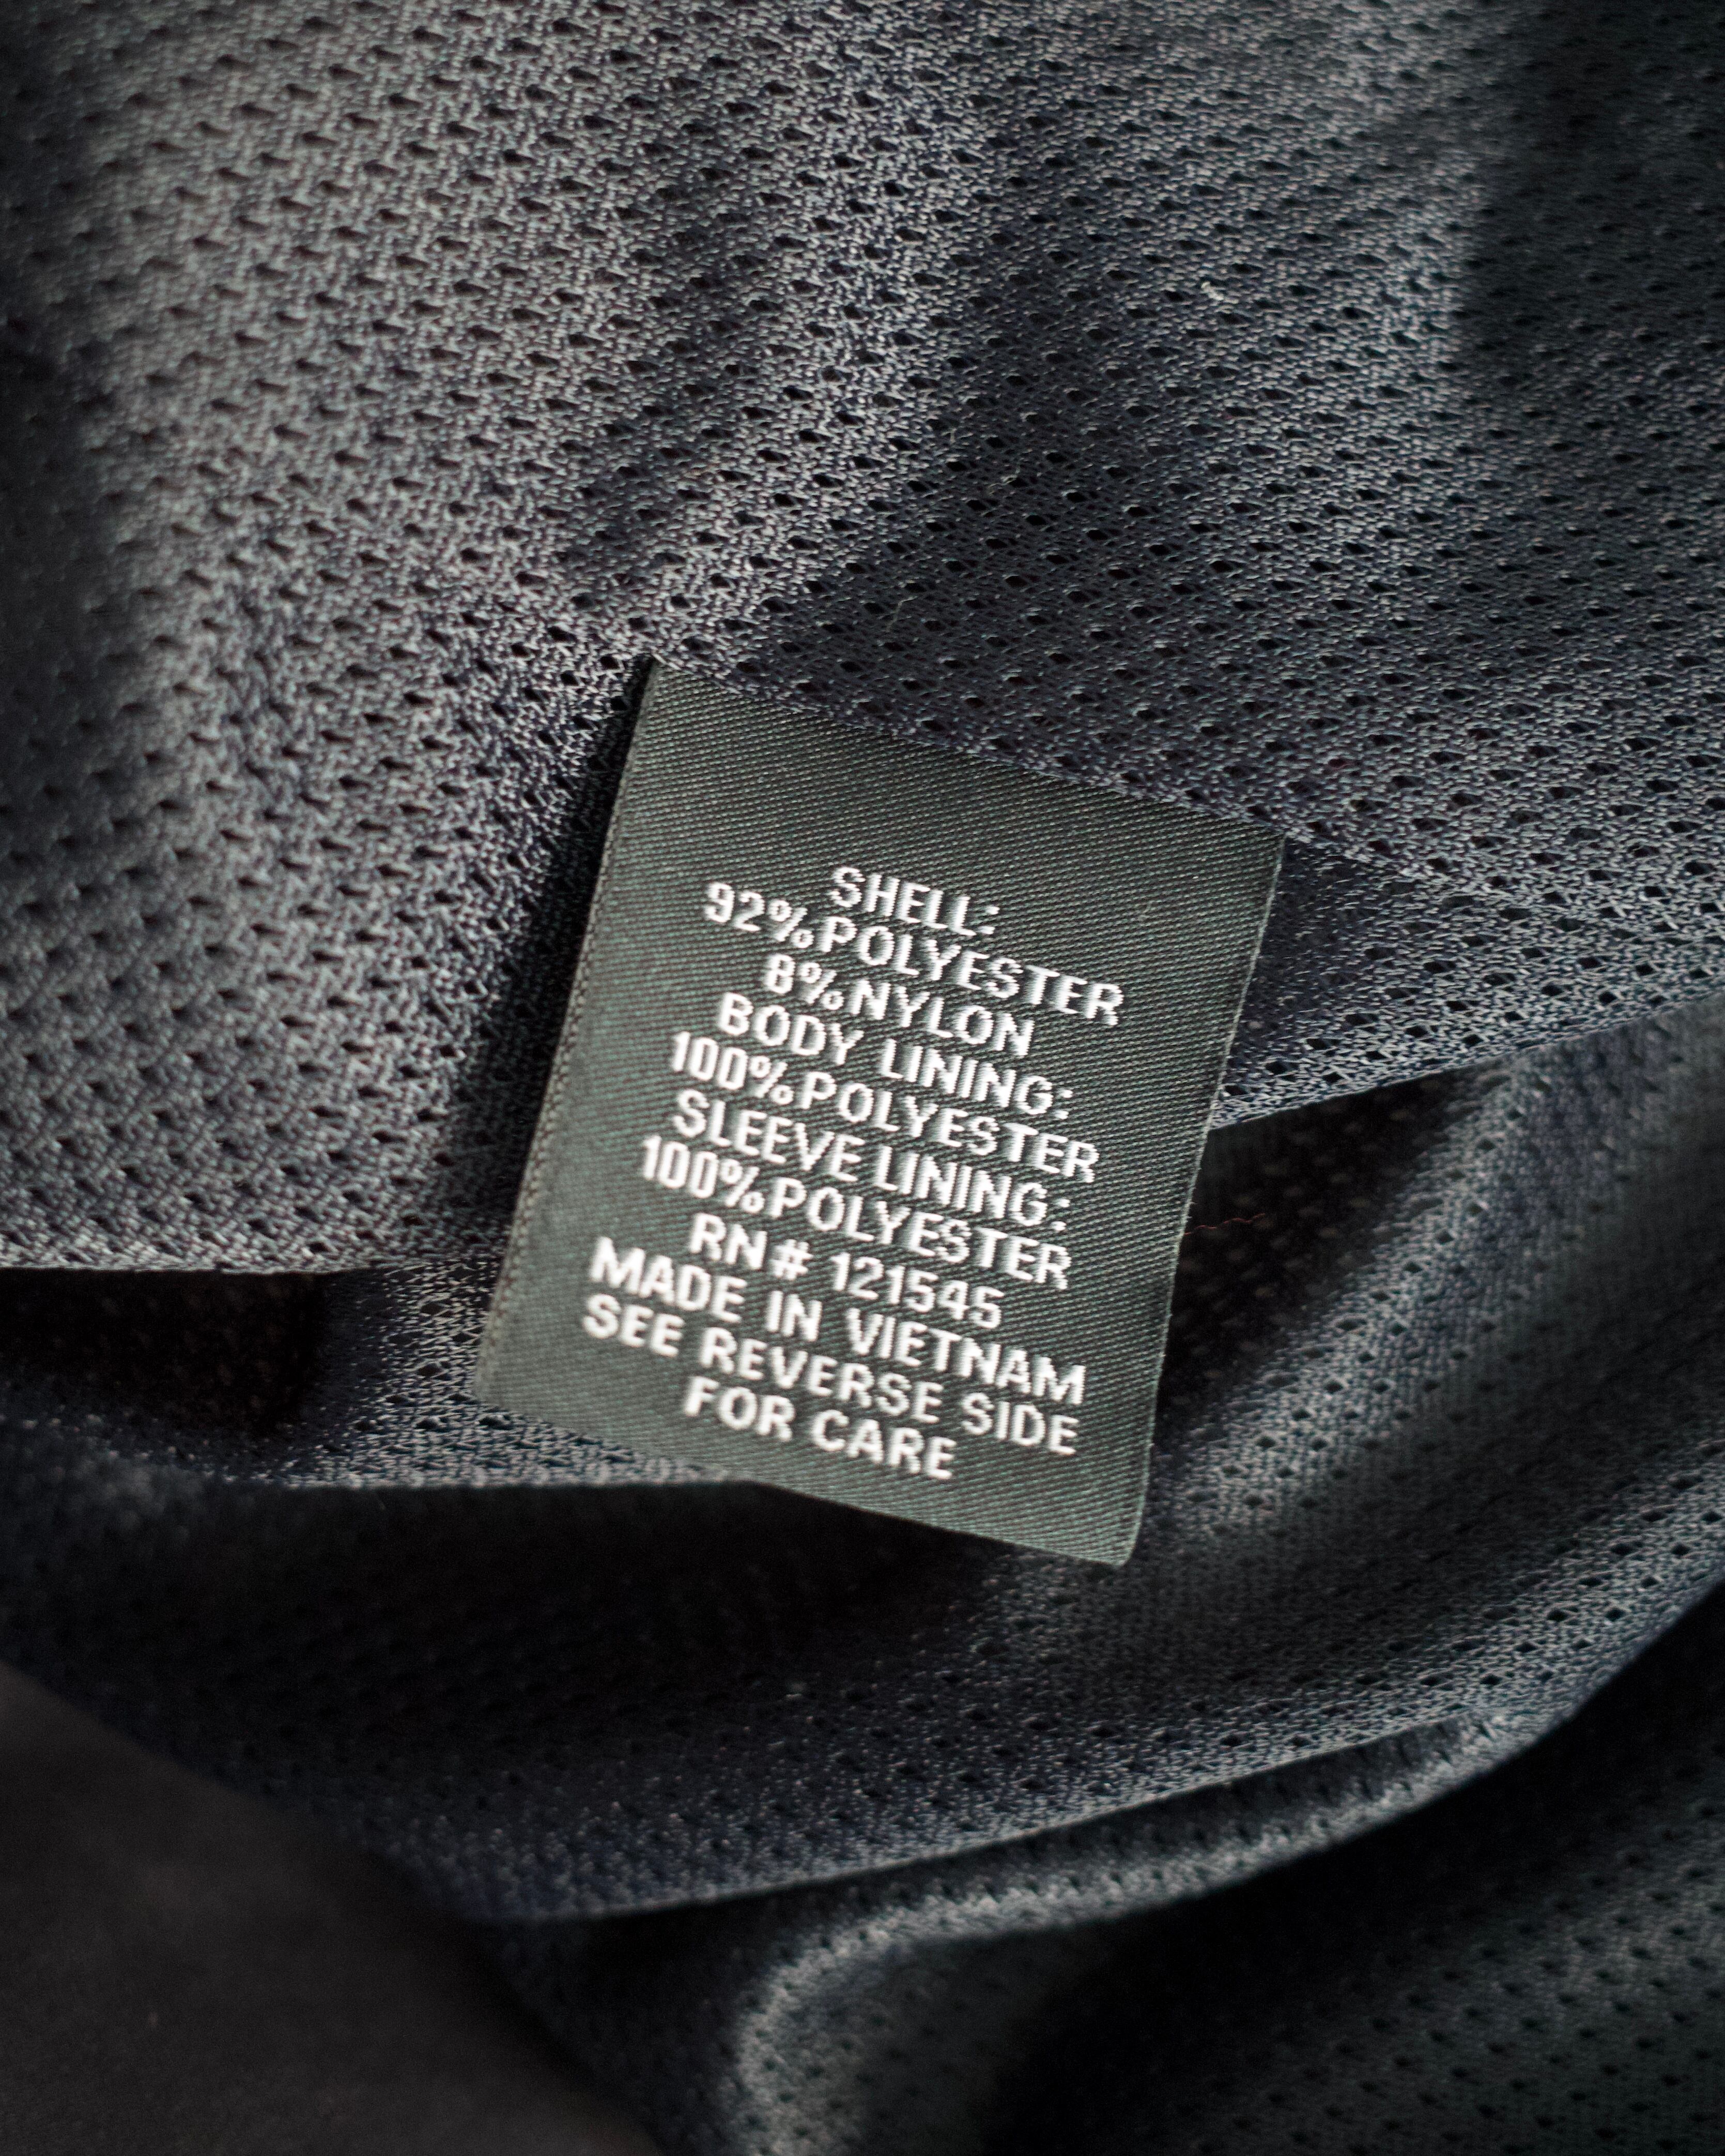 SHELL:
92%POLYESTER
8%NYLON
BODY LINING:
100%POLYESTER
SLEEVE LINING:
100%POLYESTER
RN# 121545
MADE IN VIETNAM
SEE REVERSE SIDE
FOR CARE